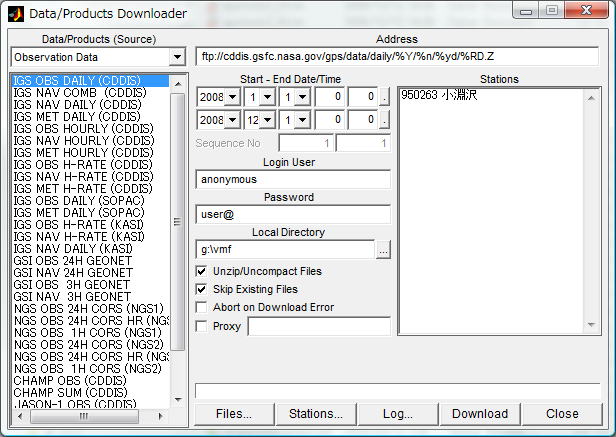 Data/Products Downloader
Data/Products (Source)
Observation Data
IGS OBS DAILY (CDDIS)
IGS NAV COMB (CDDIS)
IGS NAV DAILY (CDDIS)
IGS MET DAILY (CDDIS)
IGS OBS HOURLY (CDDIS)
IGS NAV HOURLY (CDDIS)
IGS MET HOURLY (CDDIS)
IGS OBS H-RATE (CDDIS)
IGS NAV H-RATE (CDDIS)
IGS MET H-RATE (CDDIS)
IGS OBS DAILY (SOPAC)
IGS MET DAILY (SOPAC)
IGS OBS H-RATE (KASI)
IGS NAV H-RATE (KASI)
IGS NAV DAILY (KASI)
GSI OBS 24H GEONET
GSI NAV 24H GEONET
GSI OBS 3H GEONET
GSI NAV 3H GEONET
NGS OBS 24H CORS (NGS1)
NGS OBS 24H CORS HR (NGS
NGS OBS 1H CORS (NGS1)
NGS OBS 24H CORS (NGS2)
NGS OBS 24H CORS HR (NGS
NGS OBS 1H CORS (NGS2)
CHAMP OBS (CDDIS)
CHAMP SUM (CDDIS)
JASON-1 OBS (CDDIS)
Address
ftp://cddis.gsfc.nasa.gov/gps/data/daily/%Y/%n/%yd/%RD.Z
Start - End Date/Time
2008 1 1 0 0 .
2008 12 1 0 0 .
Sequence No 1 1
Login User
anonymous
Password
user@
Local Directory
g:\vmf ...
Unzip/Uncompact Files
Skip Existing Files
Abort on Download Error
Proxy
Stations
950263 小淵沢
Files... Stations... Log... Download Close